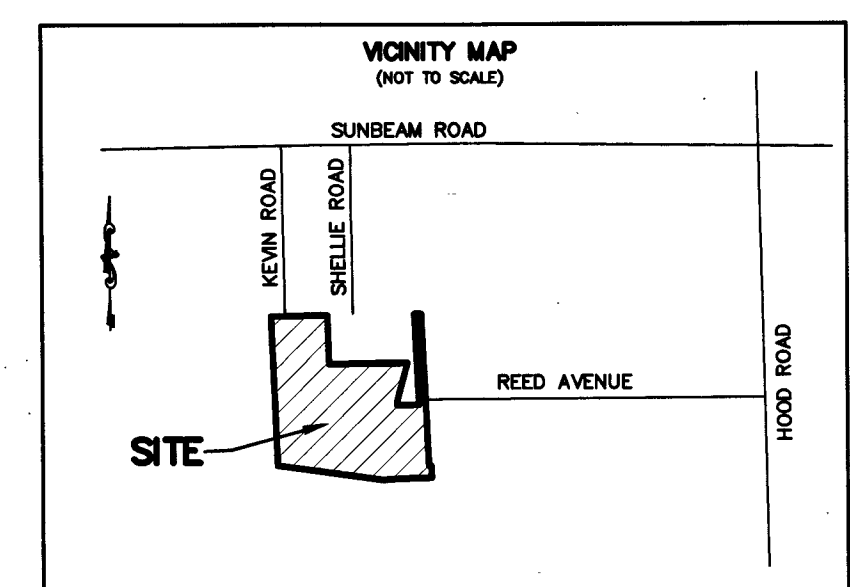 VICINITY MAP
(NOT TO SCALE)
SUNBEAM ROAD
KEVIN ROAD
SHELLIE ROAD
REED AVENUE
HOOD ROAD
SITE